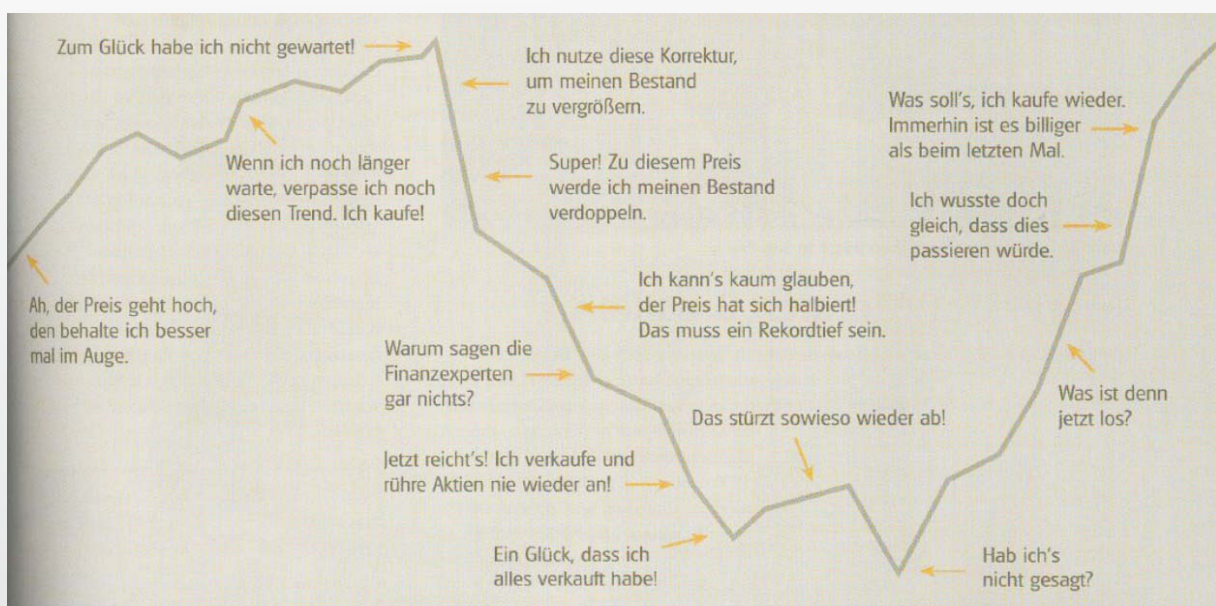 Zum Glück habe ich nicht gewartet!
Ich nutze diese Korrektur,
um meinen Bestand
zu vergrößern.
Was soll's, ich kaufe wieder.
Immerhin ist es billiger
als beim letzten Mal.
Wenn ich noch länger
warte, verpasse ich noch
diesen Trend. Ich kaufe!
Super! Zu diesem Preis
werde ich meinen Bestand
verdoppeln.
Ich wusste doch
gleich, dass dies
passieren würde.
Ah, der Preis geht hoch,
den behalte ich besser
mal im Auge.
Ich kann's kaum glauben,
der Preis hat sich halbiert!
Das muss ein Rekordtief sein.
Warum sagen die
Finanzexperten
gar nichts?
Was ist denn
jetzt los?
Das stürzt sowieso wieder ab!
Jetzt reicht's! Ich verkaufe und
rühre Aktien nie wieder an!
Ein Glück, dass ich
alles verkauft habe!
Hab ich's
nicht gesagt?